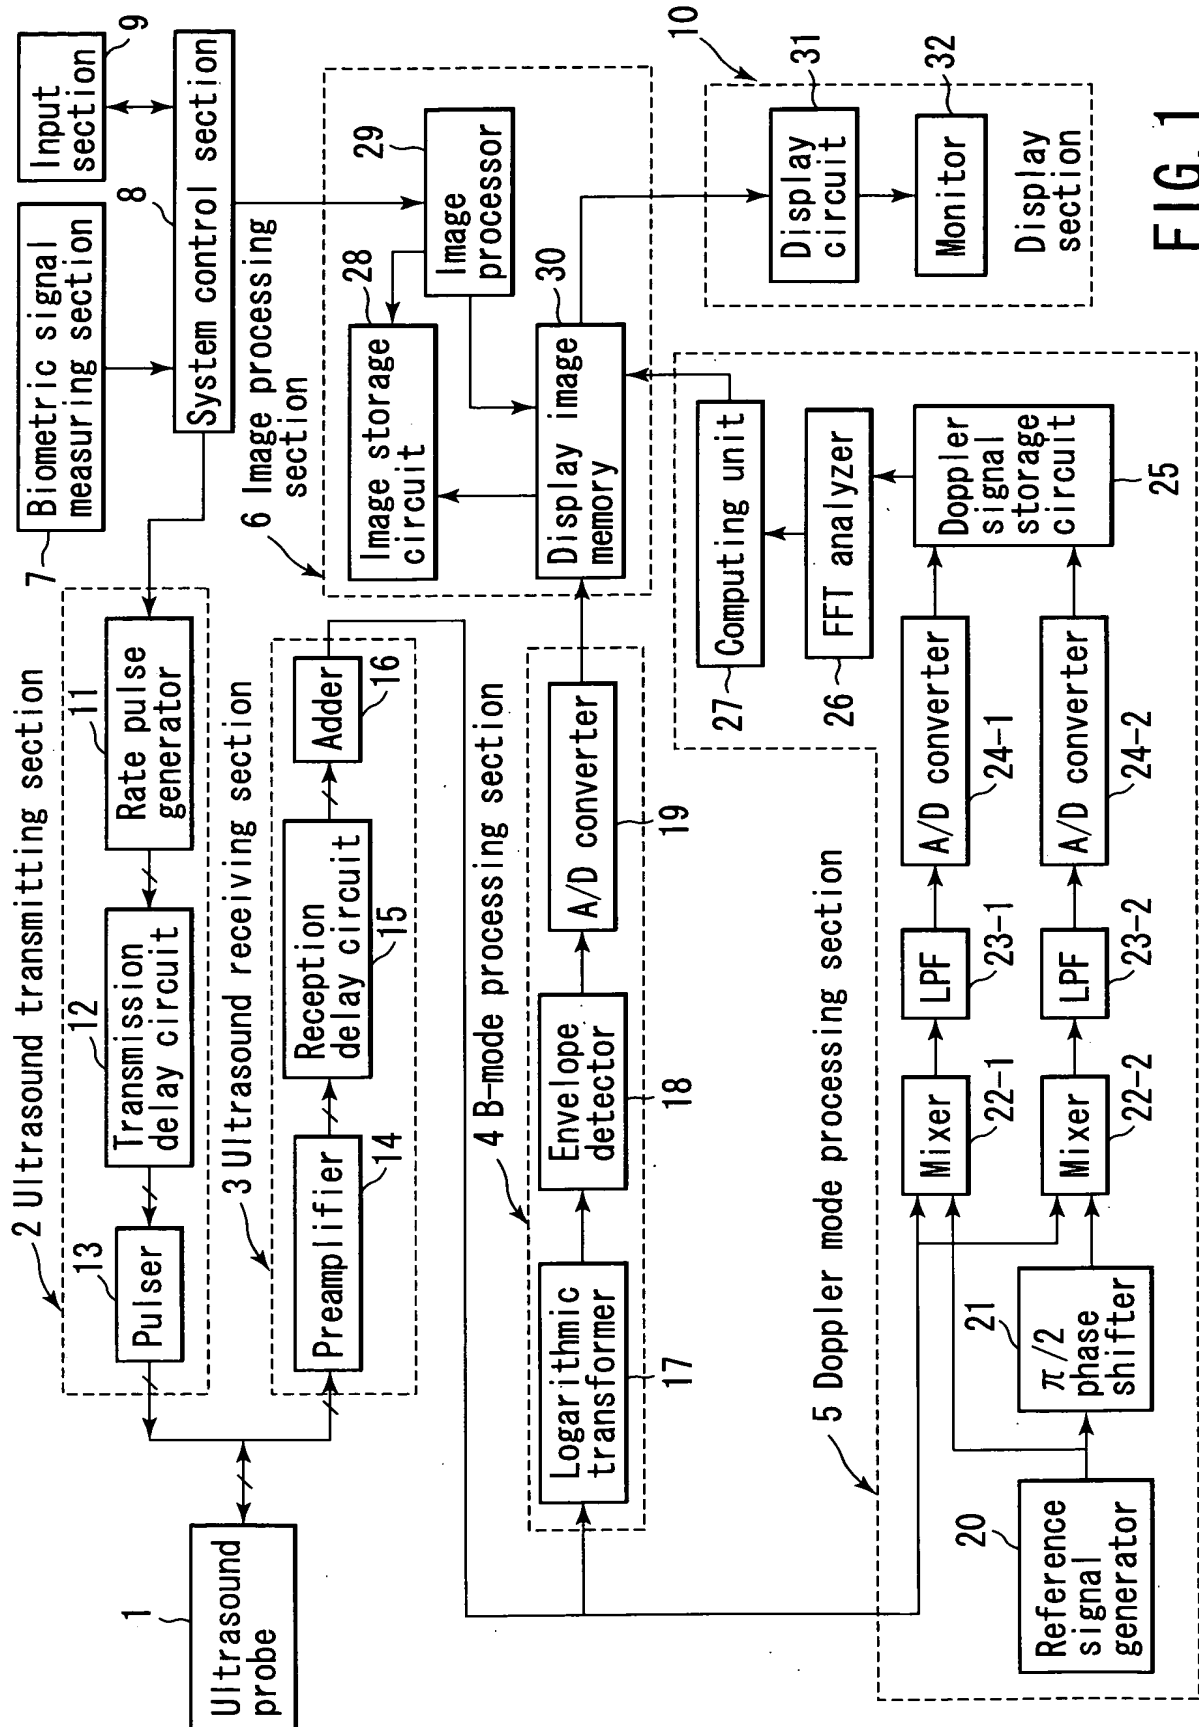 1
Ultrasound
probe
2 Ultrasound transmitting section
13
Pulser
12
Transmission
delay circuit
11
Rate pulse
generator
7
Biometric signal
measuring section
Input
section
9
8
System control section
3 Ultrasound receiving section
Preamplifier
14
Reception
delay circuit
15
Adder
16
4 B-mode processing section
Logarithmic
transformer
17
Envelope
detector
18
A/D converter
19
6 Image processing
section
28
Image storage
circuit
29
Image
processor
30
Display image
memory
10
Display
circuit
31
Monitor
32
Display
section
5 Doppler mode processing section
20
Reference
signal
generator
21
π/2
phase
shifter
Mixer
22-1
Mixer
22-2
LPF
23-1
LPF
23-2
A/D converter
24-1
A/D converter
24-2
Doppler
signal
storage
circuit
25
FFT analyzer
26
Computing unit
27
FIG.1